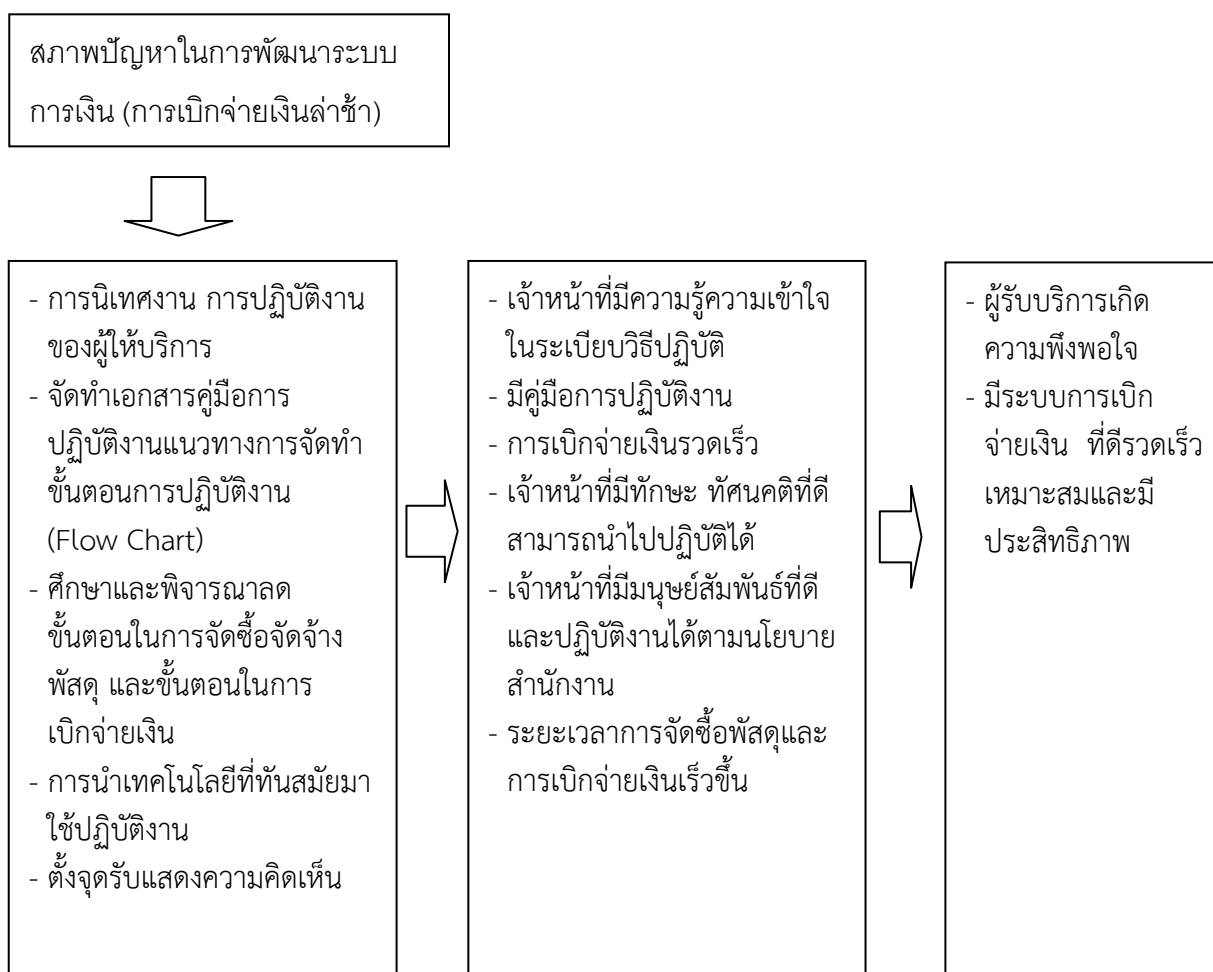 สภาพปัญหาในการพัฒนาระบบ
การเงิน (การเบิกจ่ายเงินล่าช้า)
- การนิเทศงาน การปฏิบัติงาน
ของผู้ให้บริการ
- จัดทำเอกสารคู่มือการ
ปฏิบัติงานแนวทางการจัดทำ
ขั้นตอนการปฏิบัติงาน
(Flow Chart)
- ศึกษาและพิจารณาลด
ขั้นตอนในการจัดซื้อจัดจ้าง
พัสดุ และขั้นตอนในการ
เบิกจ่ายเงิน
- การนำเทคโนโลยีที่ทันสมัยมา
ใช้ปฏิบัติงาน
- ตั้งจุดรับแสดงความคิดเห็น
- เจ้าหน้าที่มีความรู้ความเข้าใจ
ในระเบียบวิธีปฏิบัติ
- มีคู่มือการปฏิบัติงาน
- การเบิกจ่ายเงินรวดเร็ว
- เจ้าหน้าที่มีทักษะ ทัศนคติที่ดี
สามารถนำไปปฏิบัติได้
- เจ้าหน้าที่มีมนุษย์สัมพันธ์ที่ดี
และปฏิบัติงานได้ตามนโยบาย
สำนักงาน
- ระยะเวลาการจัดซื้อพัสดุและ
การเบิกจ่ายเงินเร็วขึ้น
- ผู้รับบริการเกิด
ความพึงพอใจ
- มีระบบการเบิก
จ่ายเงิน ที่ดีรวดเร็ว
เหมาะสมและมี
ประสิทธิภาพ